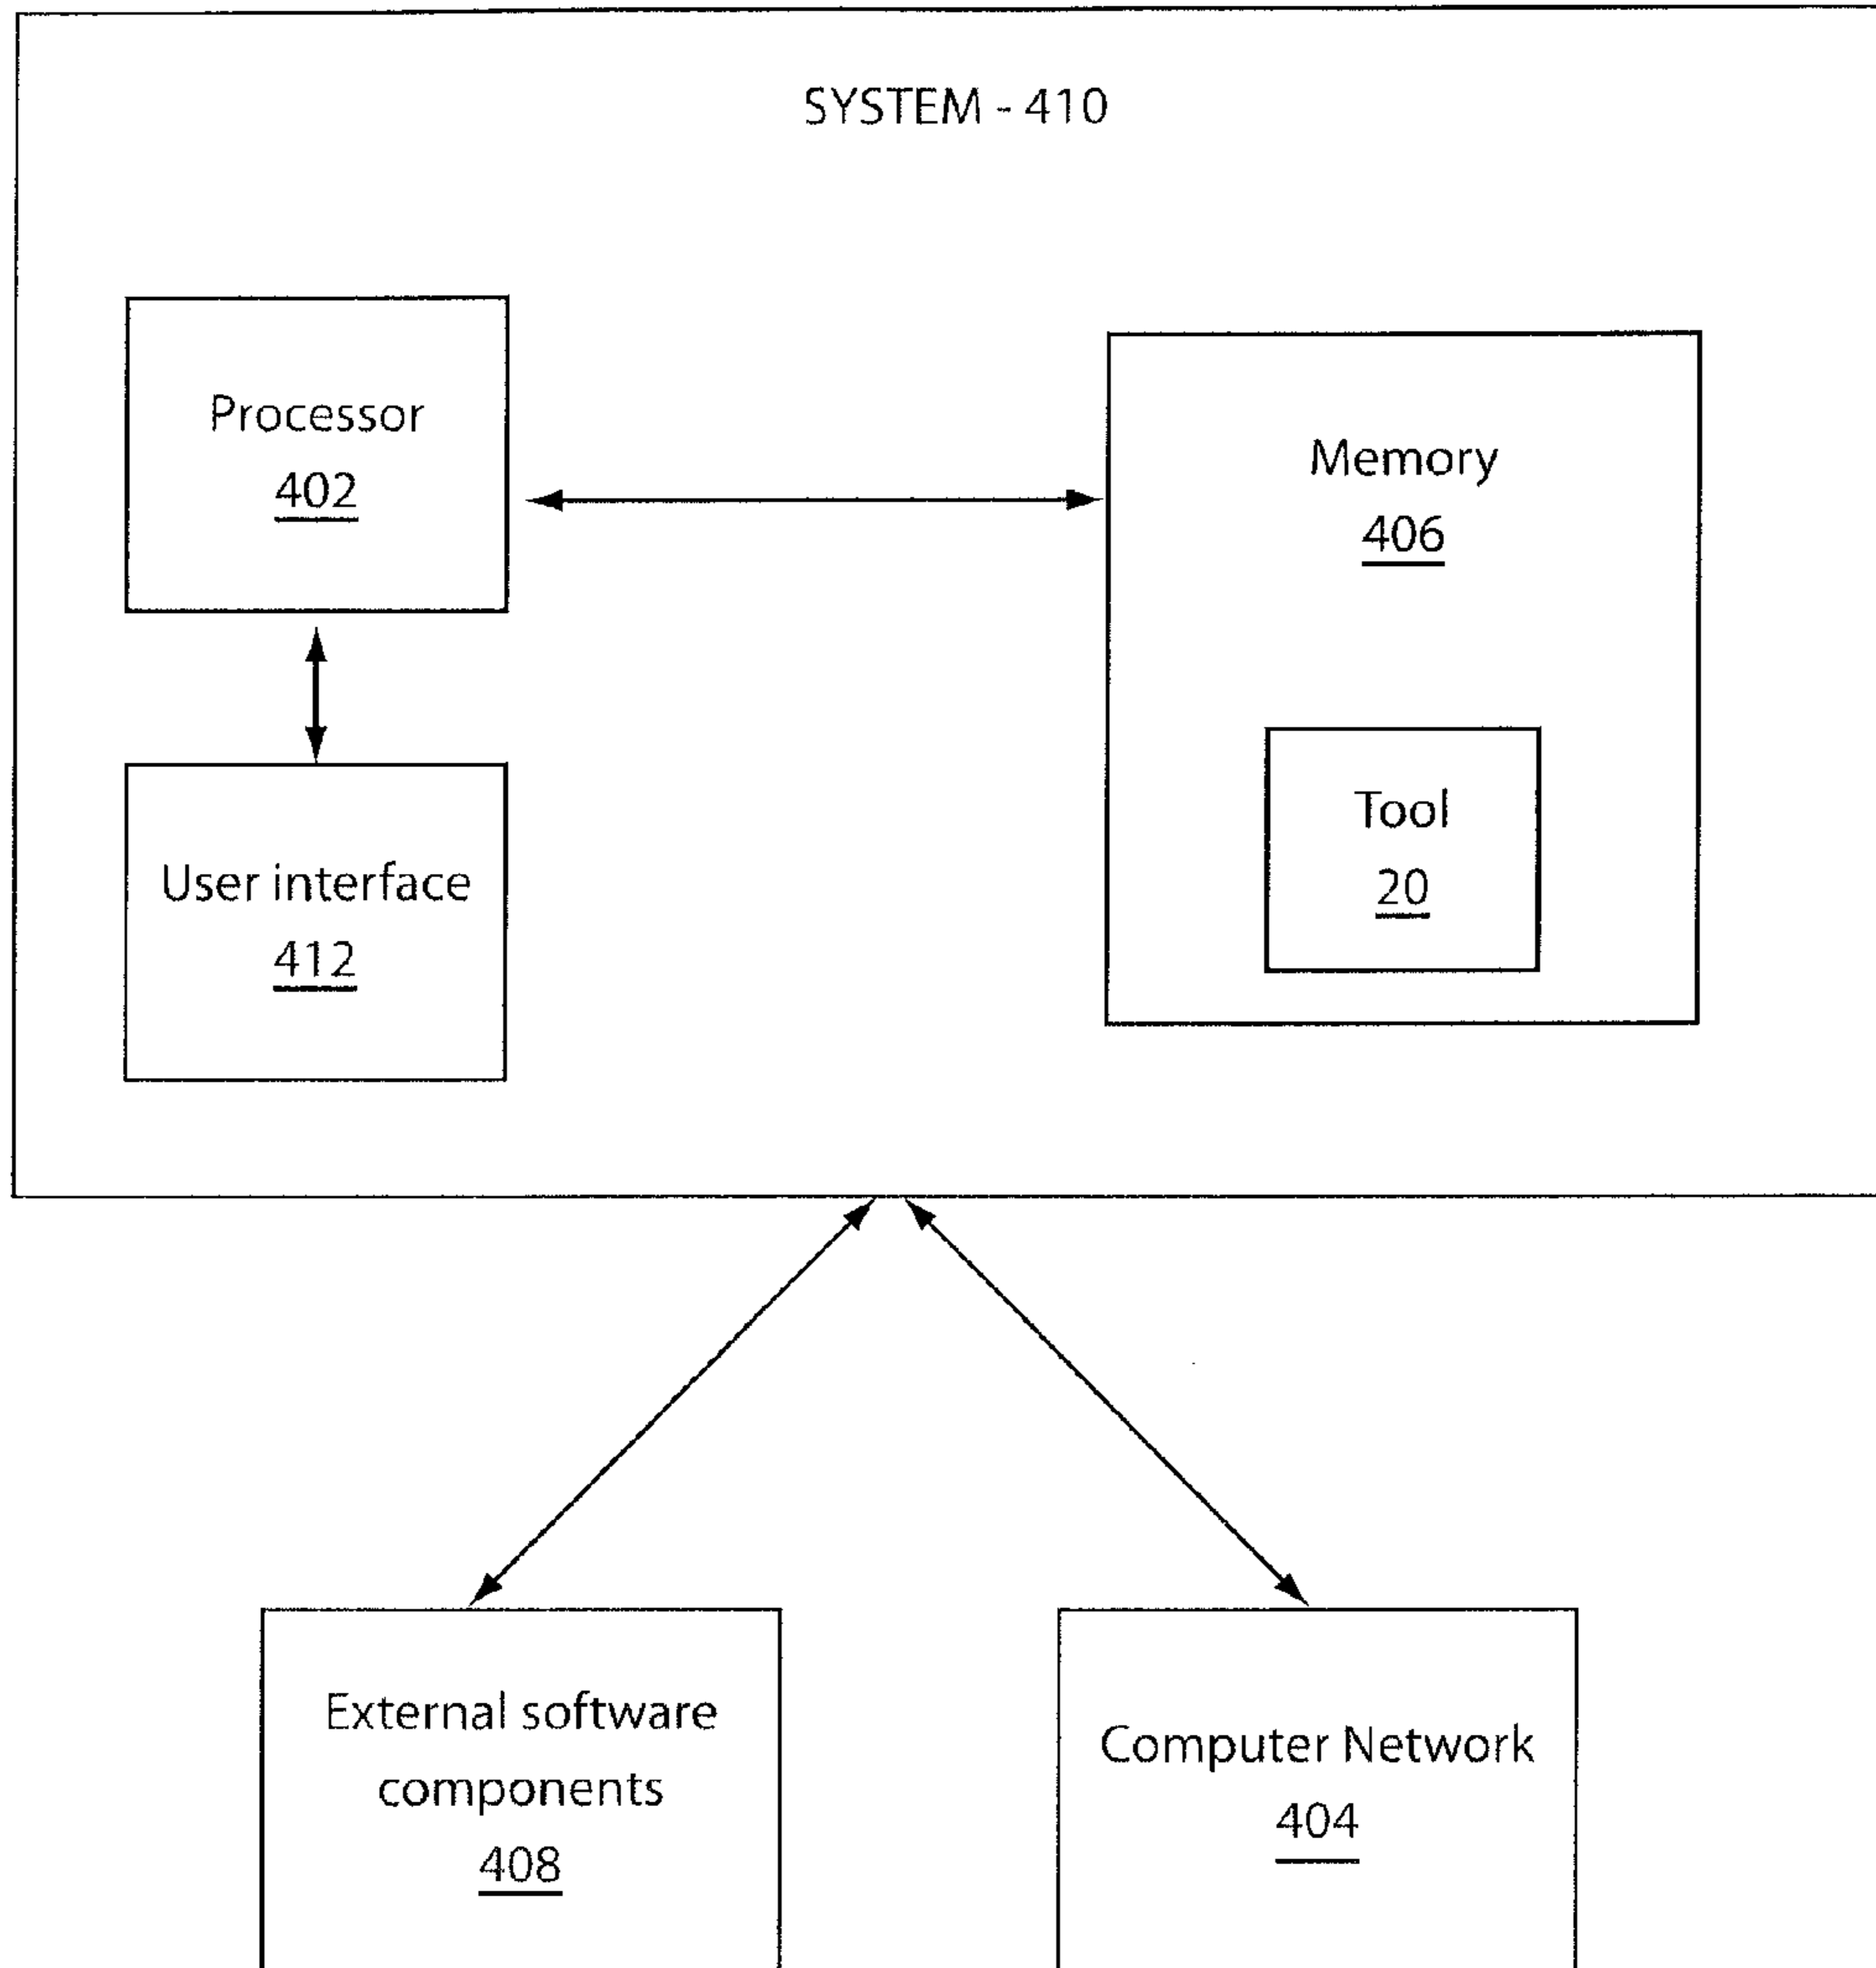 SYSTEM - 410
Processor
402
Memory
406
Tool
20
User interface
412
External software
components
408
Computer Network
404